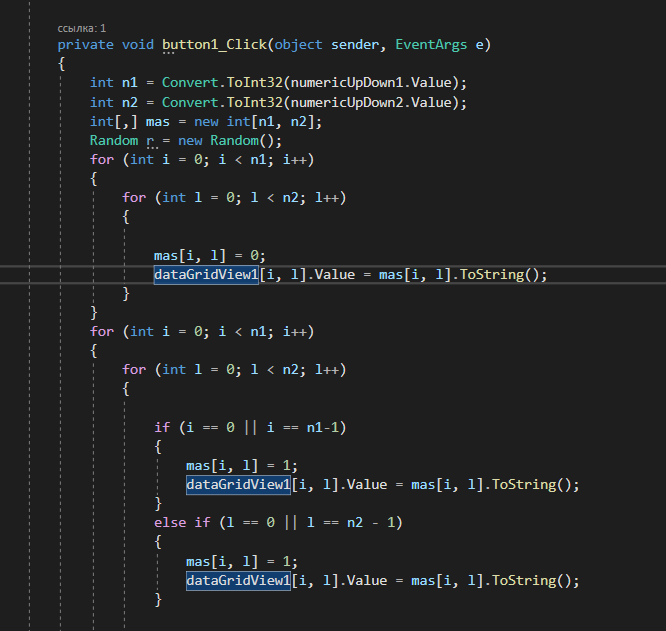 ссылка: 1
private void button1_Click(object sender, EventArgs e)
{
int n1 = Convert.ToInt32(numericUpDown1.Value);
int n2 = Convert.ToInt32(numericUpDown2.Value);
int[,] mas = new int[n1, n2];
Random r = new Random();
for (int i = 0; i < n1; i++)
{
for (int l = 0; l < n2; l++)
{
mas[i, l] = 0;
dataGridView1[i, l].Value = mas[i, l].ToString();
}
}
for (int i = 0; i < n1; i++)
{
for (int l = 0; l < n2; l++)
{
if (i == 0 || i == n1-1)
{
mas[i, l] = 1;
dataGridView1[i, l].Value = mas[i, l].ToString();
}
else if (l == 0 || l == n2 - 1)
{
mas[i, l] = 1;
dataGridView1[i, l].Value = mas[i, l].ToString();
}